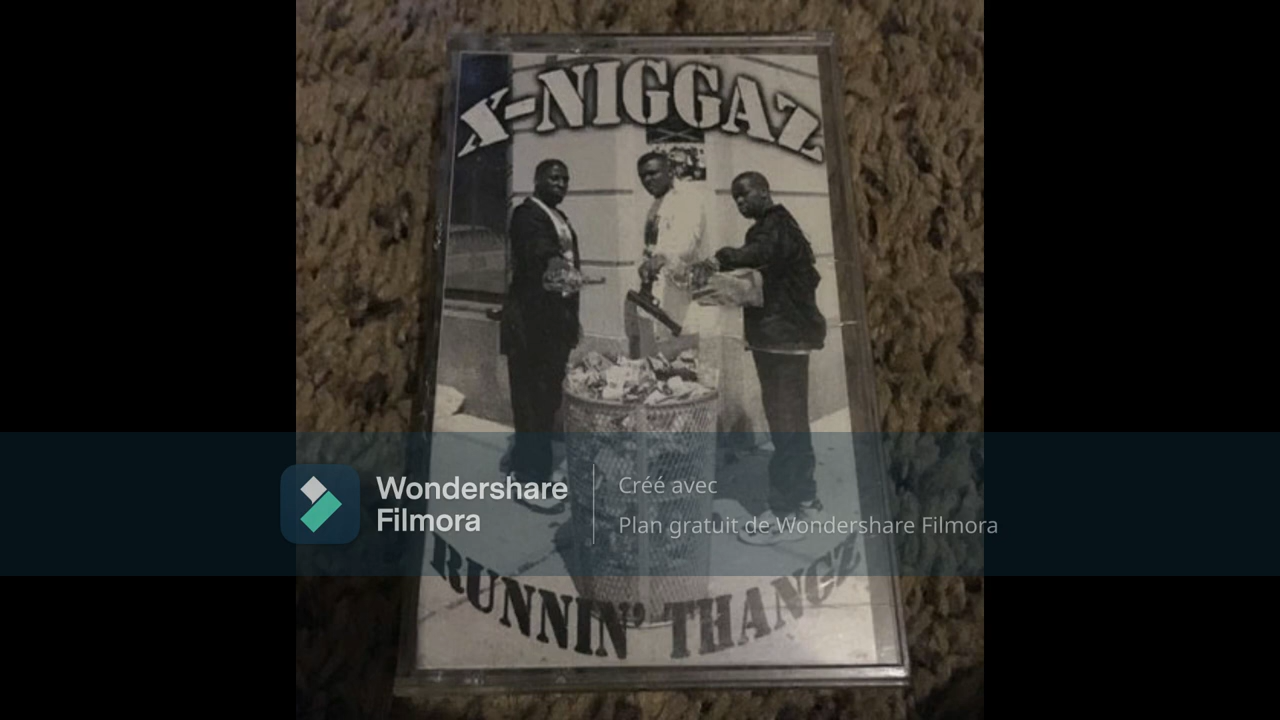 X-NIGGAZ
Wondershare
Filmora
Créé avec
Plan gratuit de Wondershare Filmora
RUNNIN' THANGZ